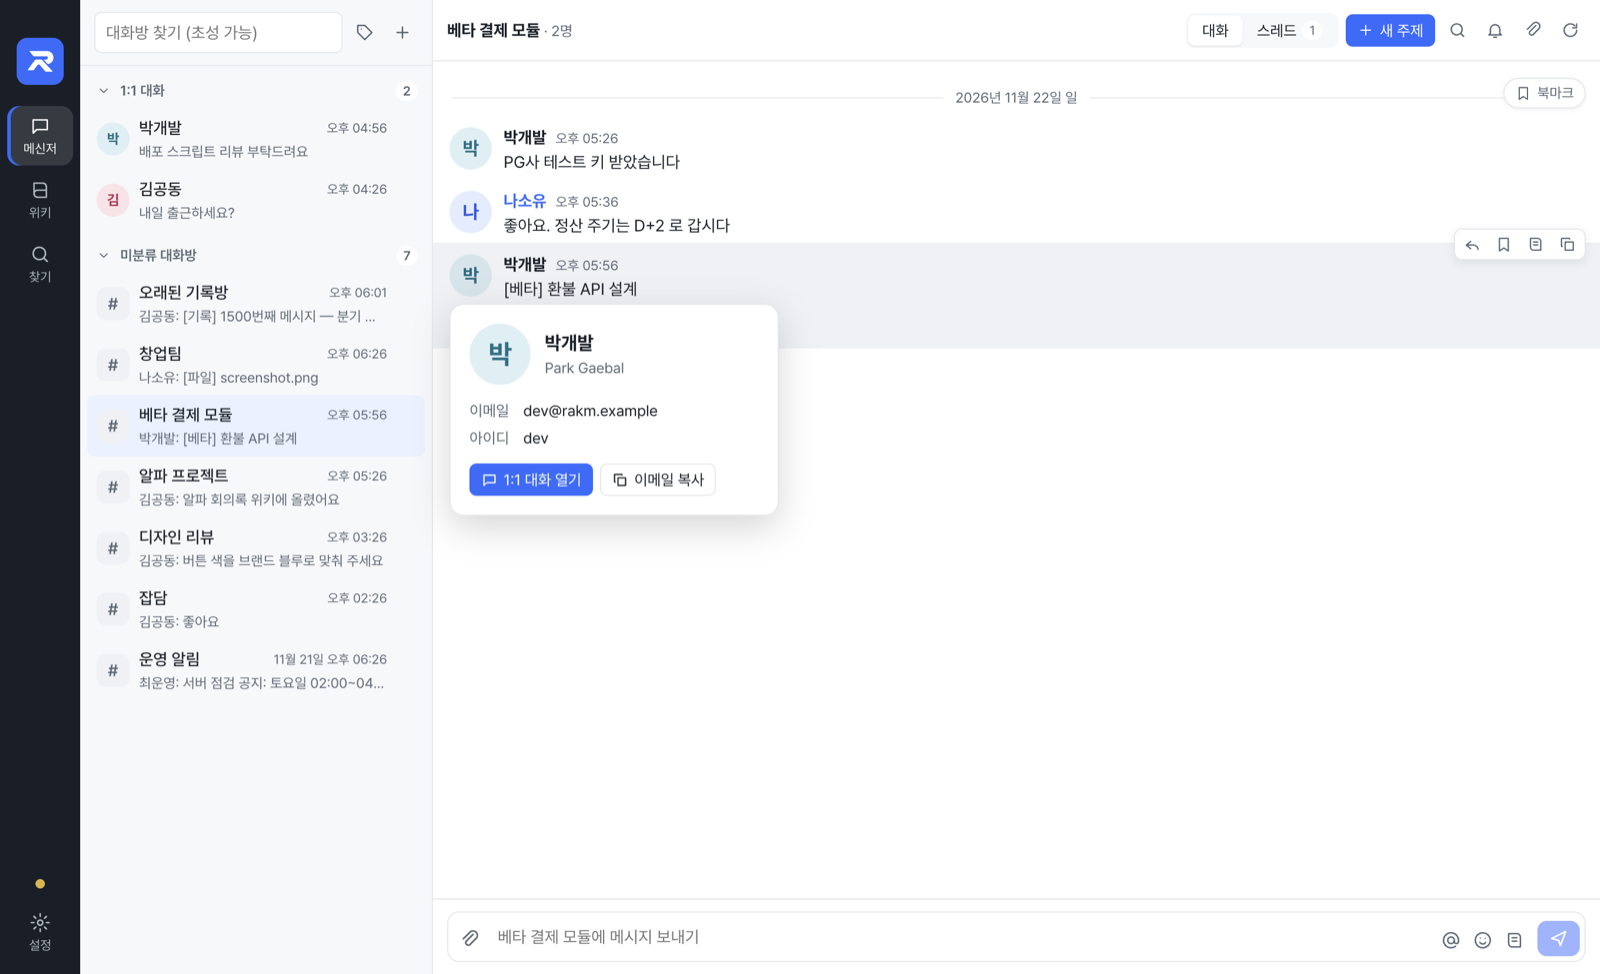 메신저
위키
찾기
설정
대화방 찾기 (초성 가능)
1:1 대화 2
박 박개발 오후 04:56
배포 스크립트 리뷰 부탁드려요
김 김공동 오후 04:26
내일 출근하세요?
미분류 대화방 7
# 오래된 기록방 오후 06:01
김공동: [기록] 1500번째 메시지 — 분기 ...
# 창업팀 오후 06:26
나소유: [파일] screenshot.png
# 베타 결제 모듈 오후 05:56
박개발: [베타] 환불 API 설계
# 알파 프로젝트 오후 05:26
김공동: 알파 회의록 위키에 올렸어요
# 디자인 리뷰 오후 03:26
김공동: 버튼 색을 브랜드 블루로 맞춰 주세요
# 잡담 오후 02:26
김공동: 좋아요
# 운영 알림 11월 21일 오후 06:26
최운영: 서버 점검 공지: 토요일 02:00~04...
베타 결제 모듈 · 2명
대화 스레드 1 + 새 주제
2026년 11월 22일 일
북마크
박 박개발 오후 05:26
PG사 테스트 키 받았습니다
나 나소유 오후 05:36
좋아요. 정산 주기는 D+2 로 갑시다
박 박개발 오후 05:56
[베타] 환불 API 설계
박 박개발
Park Gaebal
이메일 dev@rakm.example
아이디 dev
1:1 대화 열기 이메일 복사
베타 결제 모듈에 메시지 보내기